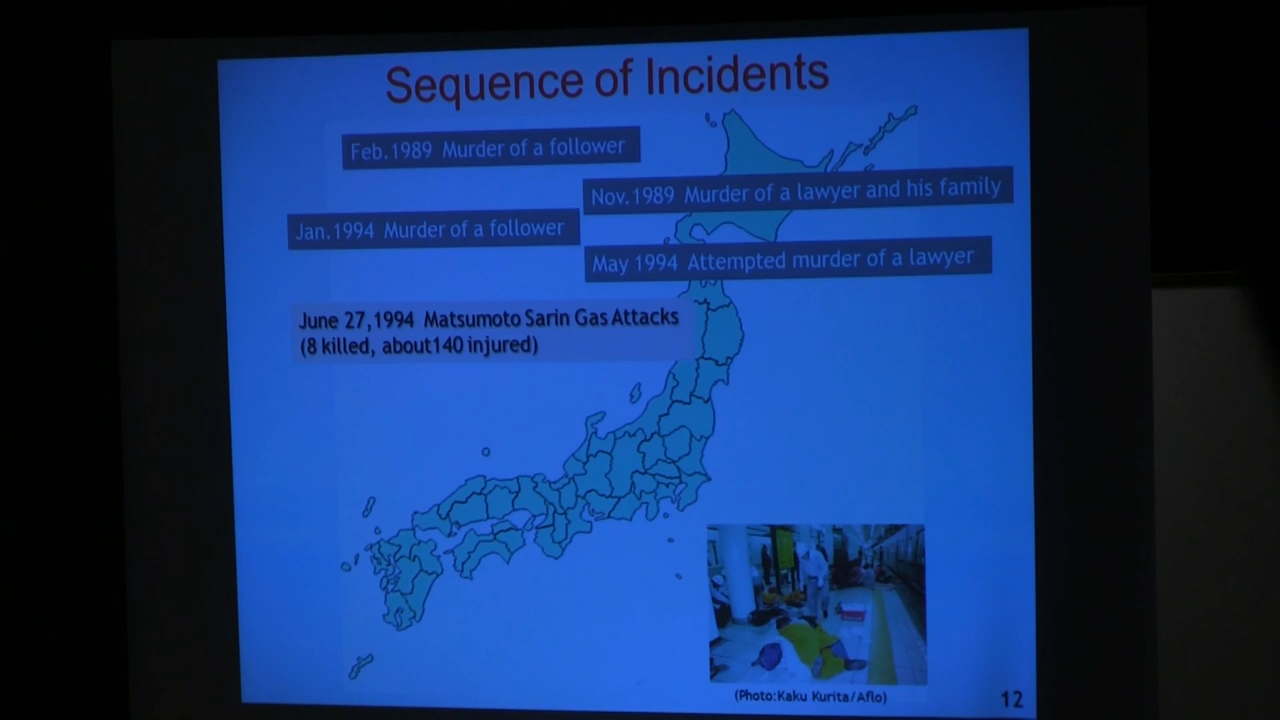 Sequence of Incidents
Feb.1989 Murder of a follower
Nov.1989 Murder of a lawyer and his family
Jan.1994 Murder of a follower
May 1994 Attempted murder of a lawyer
June 27,1994 Matsumoto Sarin Gas Attacks
(8 killed, about140 injured)
(Photo:Kaku Kurita/Aflo)
12